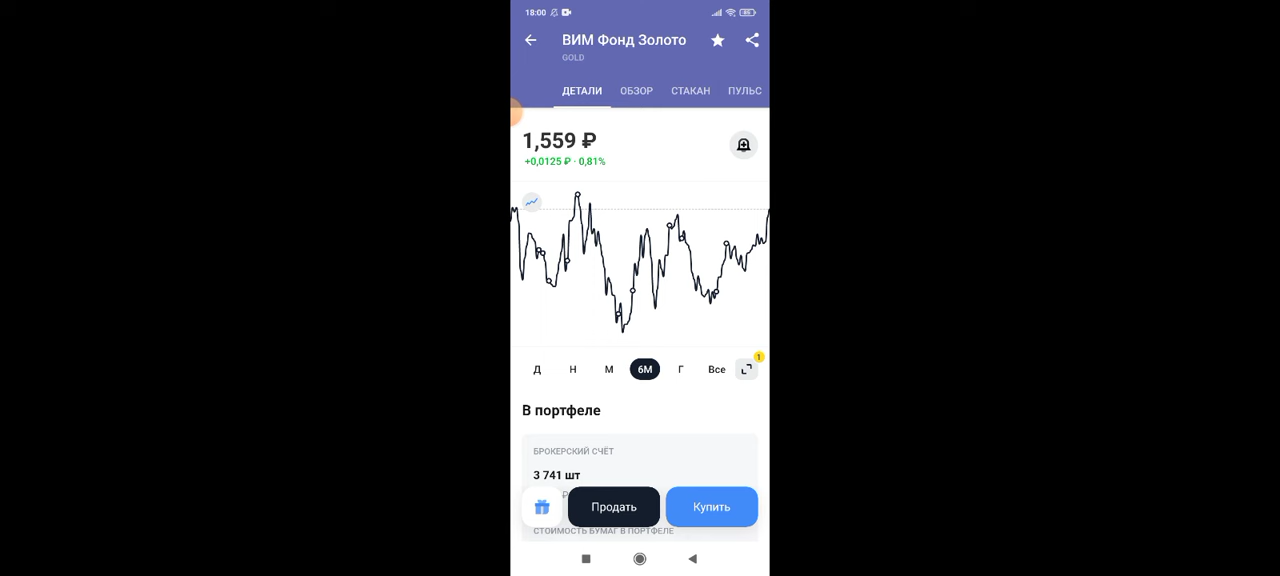 18:00
ВИМ Фонд Золото
GOLD
ДЕТАЛИ ОБЗОР СТАКАН ПУЛЬС
1,559 ₽
+0,0125 ₽ · 0,81%
Д Н М 6М Г Все
1
В портфеле
БРОКЕРСКИЙ СЧЁТ
3 741 шт
Продать Купить
СТОИМОСТЬ БУМАГ В ПОРТФЕЛЕ